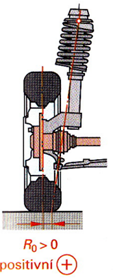 R₀ > 0
positivní +